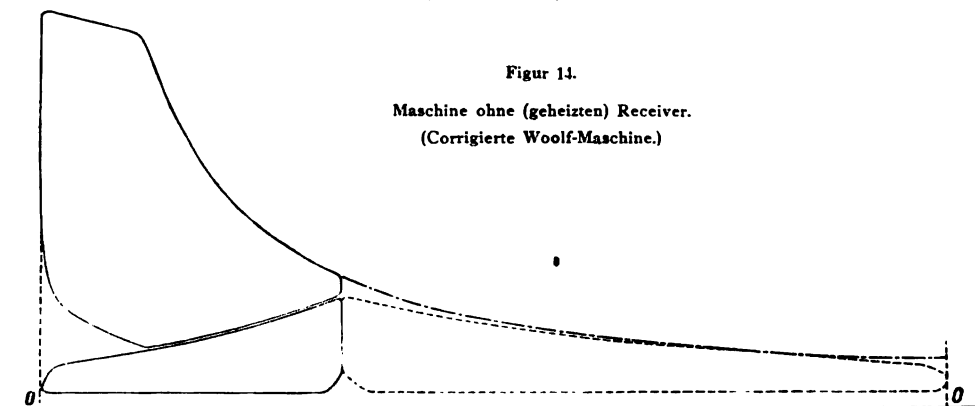 Figur 14.
Maschine ohne (geheizten) Receiver.
(Corrigierte Woolf-Maschine.)
0
0